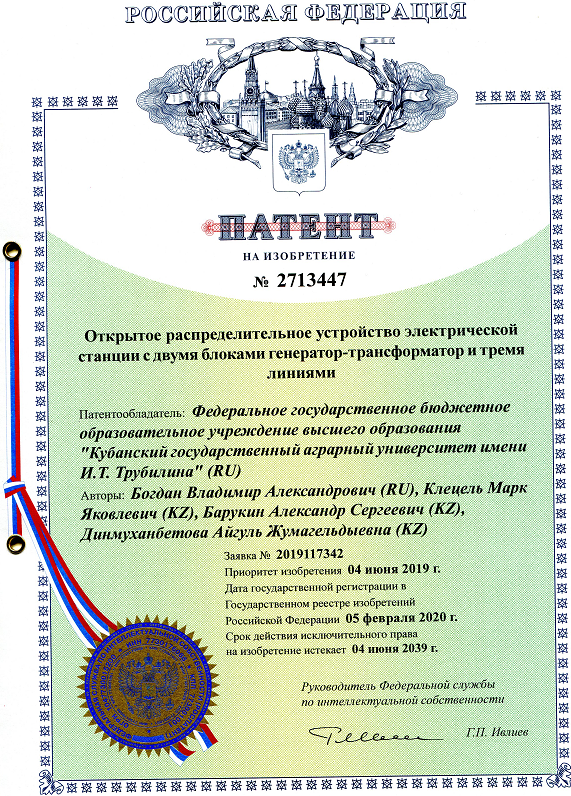 РОССИЙСКАЯ ФЕДЕРАЦИЯ
ПАТЕНТ
НА ИЗОБРЕТЕНИЕ
№ 2713447
Открытое распределительное устройство электрической
станции с двумя блоками генератор-трансформатор и тремя
линиями
Патентообладатель: Федеральное государственное бюджетное
образовательное учреждение высшего образования
"Кубанский государственный аграрный университет имени
И.Т. Трубилина" (RU)
Авторы: Богдан Владимир Александрович (RU), Клецель Марк
Яковлевич (KZ), Барукин Александр Сергеевич (KZ),
Динмуханбетова Айгуль Жумагельдыевна (KZ)
Заявка № 2019117342
Приоритет изобретения 04 июня 2019 г.
Дата государственной регистрации в
Государственном реестре изобретений
Российской Федерации 05 февраля 2020 г.
Срок действия исключительного права
на изобретение истекает 04 июня 2039 г.
Руководитель Федеральной службы
по интеллектуальной собственности
Г.П. Ивлиев